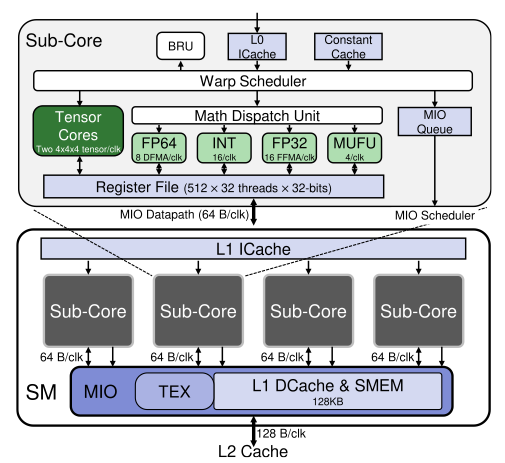 Sub-Core
BRU
L0
ICache
Constant
Cache
Warp Scheduler
Tensor
Cores
Two 4x4x4 tensor/clk
Math Dispatch Unit
MIO
Queue
FP64
8 DFMA/clk
INT
16/clk
FP32
16 FFMA/clk
MUFU
4/clk
Register File (512 × 32 threads × 32-bits)
MIO Datapath (64 B/clk)
MIO Scheduler
L1 ICache
Sub-Core
Sub-Core
Sub-Core
Sub-Core
64 B/clk
64 B/clk
64 B/clk
64 B/clk
SM
MIO
TEX
L1 DCache & SMEM
128KB
128 B/clk
L2 Cache